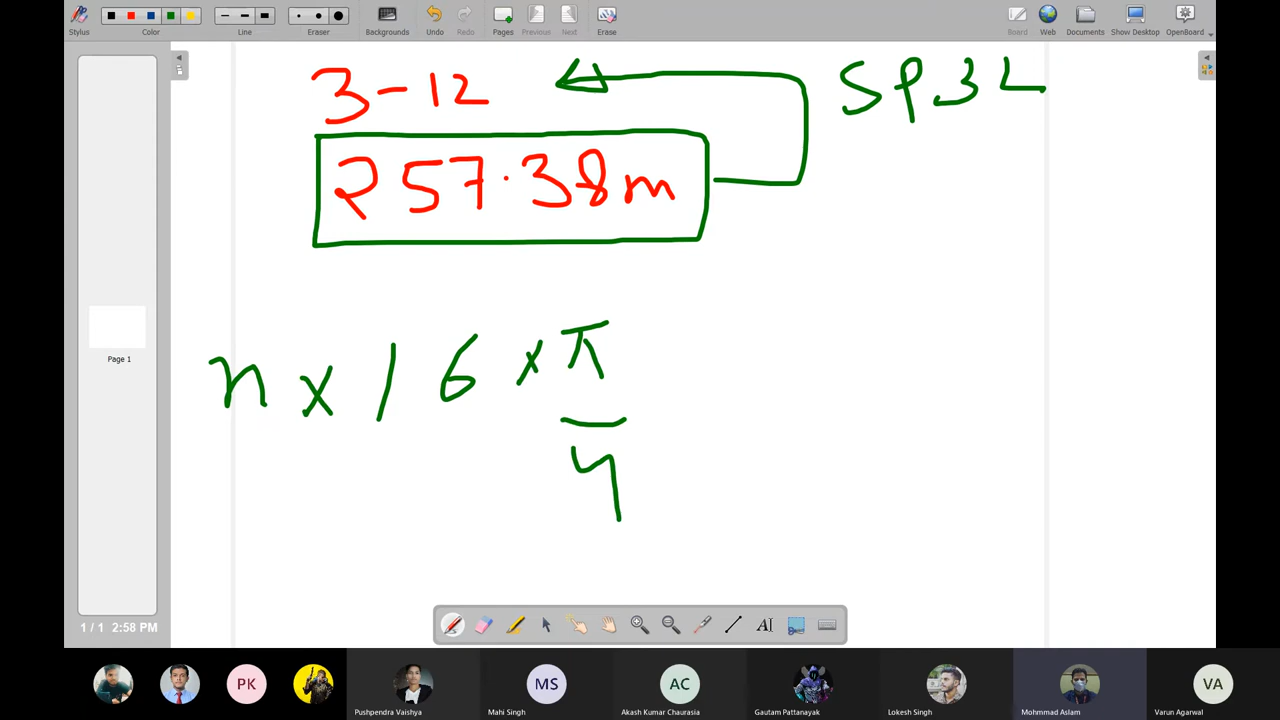 Stylus Color Line Eraser Backgrounds Undo Redo Pages Previous Next Erase Board Web Documents Show Desktop OpenBoard
3-12
SP32
257.38m
n x 16 x π
4
Page 1
1 / 1 2:58 PM
PK Pushpendra Vaishya MS Mahi Singh AC Akash Kumar Chaurasia Gautam Pattanayak Lokesh Singh Mohmmad Aslam VA Varun Agarwal